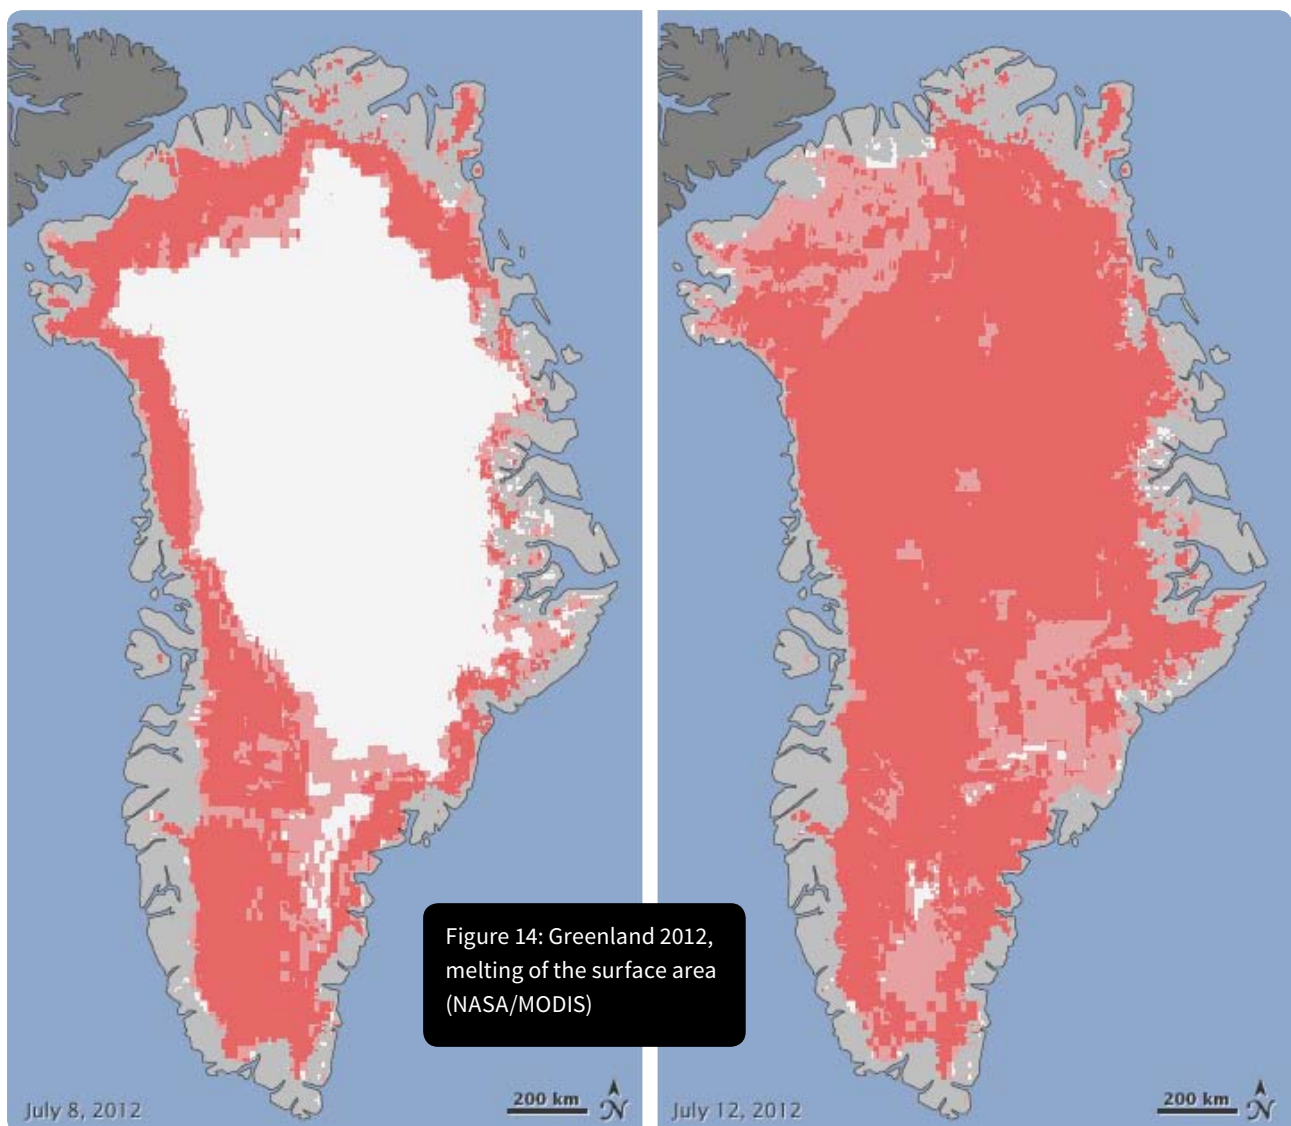 Figure 14: Greenland 2012,
melting of the surface area
(NASA/MODIS)
July 8, 2012
200 km
N
July 12, 2012
200 km
N